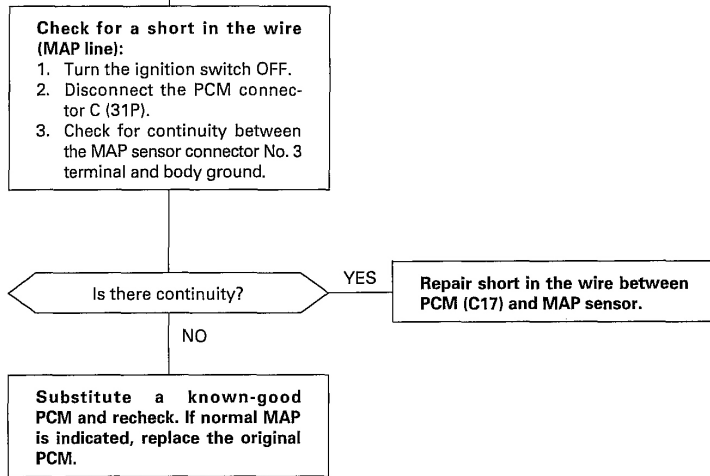 Check for a short in the wire
(MAP line):
1. Turn the ignition switch OFF.
2. Disconnect the PCM connec-
tor C (31P).
3. Check for continuity between
the MAP sensor connector No. 3
terminal and body ground.
Is there continuity?
YES
Repair short in the wire between
PCM (C17) and MAP sensor.
NO
Substitute a known-good
PCM and recheck. If normal MAP
is indicated, replace the original
PCM.